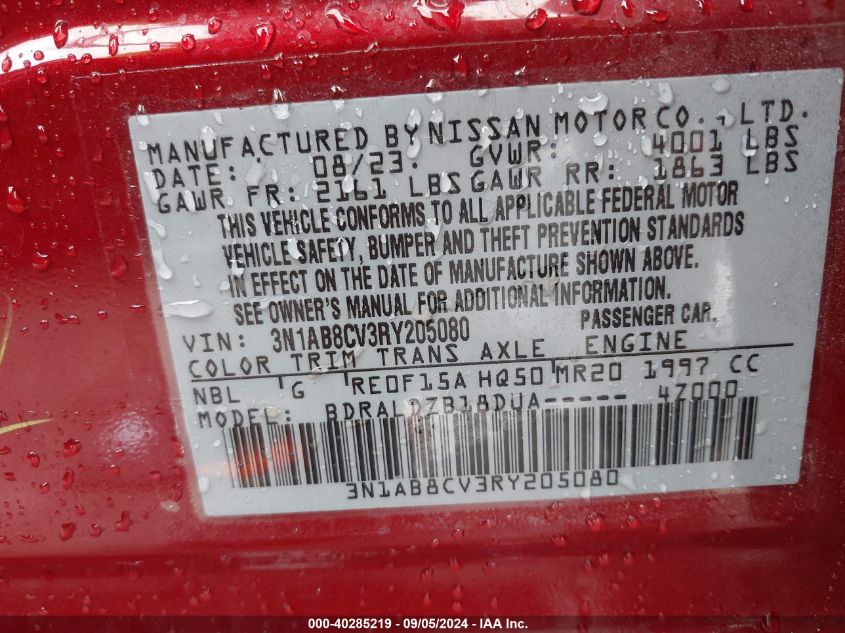 MANUFACTURED BY NISSAN MOTOR CO., LTD.
DATE: 08/23. GVWR: 4001 LBS
GAWR FR: 2161 LBS GAWR RR: 1863 LBS
THIS VEHICLE CONFORMS TO ALL APPLICABLE FEDERAL MOTOR
VEHICLE SAFETY, BUMPER AND THEFT PREVENTION STANDARDS
IN EFFECT ON THE DATE OF MANUFACTURE SHOWN ABOVE.
SEE OWNER'S MANUAL FOR ADDITIONAL INFORMATION.
VIN: 3N1AB8CV3RY205080 PASSENGER CAR.
COLOR TRIM TRANS AXLE ENGINE
NBL G RE0F15A HQ50 MR20 1997 CC
MODEL: BDRALDZB18DUA----- 4Z000
3N1AB8CV3RY205080
000-40285219 - 09/05/2024 - IAA Inc.